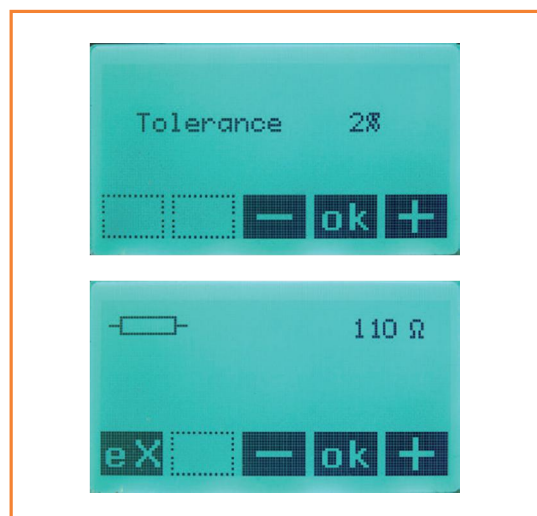 Tolerance 2%
− ok +
110 Ω
eX − ok +